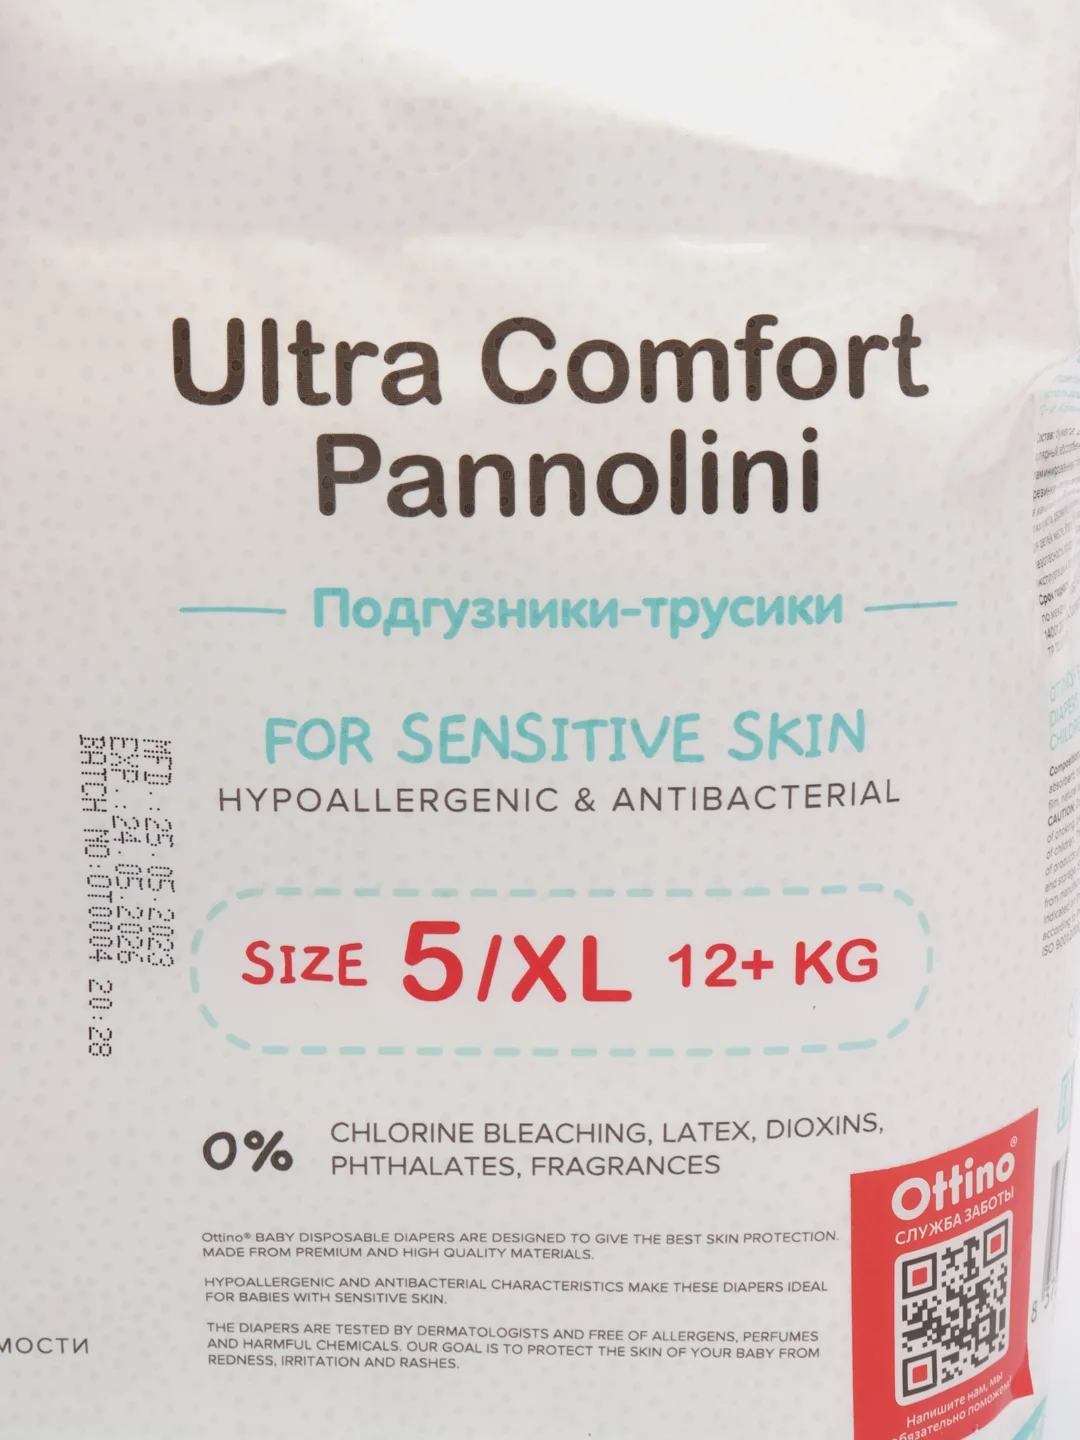 Ultra Comfort
Pannolini
Подгузники-трусики
FOR SENSITIVE SKIN
HYPOALLERGENIC & ANTIBACTERIAL
MFD.: 25.05.2023
EXP.: 24.05.2026
BATCH NO:OT0004 20:28
SIZE 5/XL 12+ KG
0% CHLORINE BLEACHING, LATEX, DIOXINS,
PHTHALATES, FRAGRANCES
Ottino® BABY DISPOSABLE DIAPERS ARE DESIGNED TO GIVE THE BEST SKIN PROTECTION.
MADE FROM PREMIUM AND HIGH QUALITY MATERIALS.
HYPOALLERGENIC AND ANTIBACTERIAL CHARACTERISTICS MAKE THESE DIAPERS IDEAL
FOR BABIES WITH SENSITIVE SKIN.
THE DIAPERS ARE TESTED BY DERMATOLOGISTS AND FREE OF ALLERGENS, PERFUMES
AND HARMFUL CHEMICALS. OUR GOAL IS TO PROTECT THE SKIN OF YOUR BABY FROM
REDNESS, IRRITATION AND RASHES.
МОСТИ
Ottino®
СЛУЖБА ЗАБОТЫ
Напишите нам, мы
обязательно поможем!